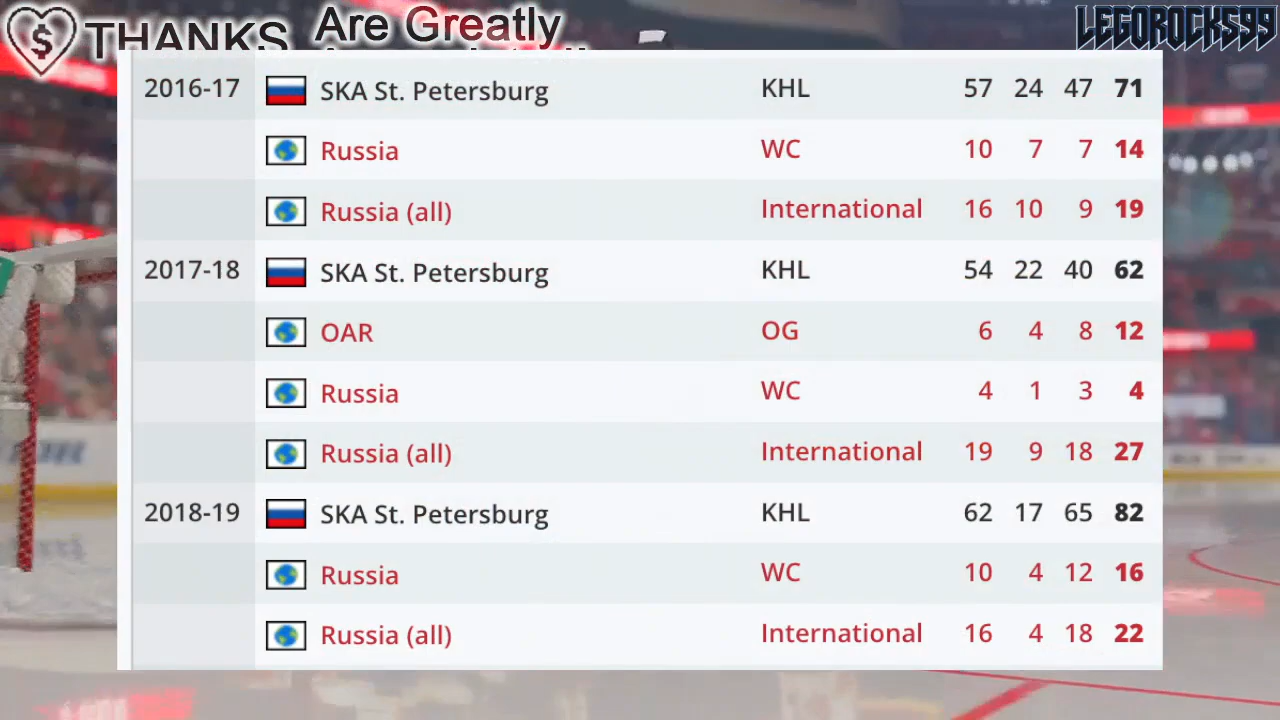 THANKS
Are Greatly
LEGOROCKS99
2016-17 SKA St. Petersburg KHL 57 24 47 71
Russia WC 10 7 7 14
Russia (all) International 16 10 9 19
2017-18 SKA St. Petersburg KHL 54 22 40 62
OAR OG 6 4 8 12
Russia WC 4 1 3 4
Russia (all) International 19 9 18 27
2018-19 SKA St. Petersburg KHL 62 17 65 82
Russia WC 10 4 12 16
Russia (all) International 16 4 18 22